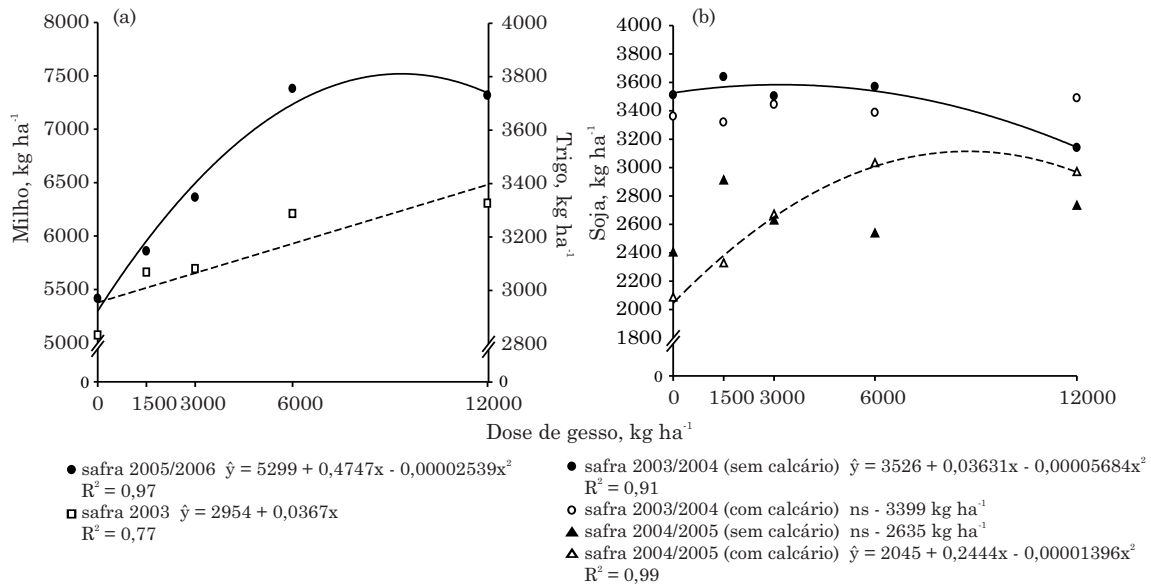 (a)
8000
7500
7000
6500
6000
5500
5000
0
Milho, kg ha⁻¹
4000
3800
3600
3400
3200
3000
2800
0
Trigo, kg ha⁻¹
0 1500 3000 6000 12000
(b)
4000
3600
3400
3200
3000
2800
2600
2400
2200
2000
1800
0
Soja, kg ha⁻¹
0 1500 3000 6000 12000
Dose de gesso, kg ha⁻¹
safra 2005/2006 ŷ = 5299 + 0,4747x - 0,00002539x²
R² = 0,97
safra 2003 ŷ = 2954 + 0,0367x
R² = 0,77
safra 2003/2004 (sem calcário) ŷ = 3526 + 0,03631x - 0,00005684x²
R² = 0,91
safra 2003/2004 (com calcário) ns - 3399 kg ha⁻¹
safra 2004/2005 (sem calcário) ns - 2635 kg ha⁻¹
safra 2004/2005 (com calcário) ŷ = 2045 + 0,2444x - 0,00001396x²
R² = 0,99